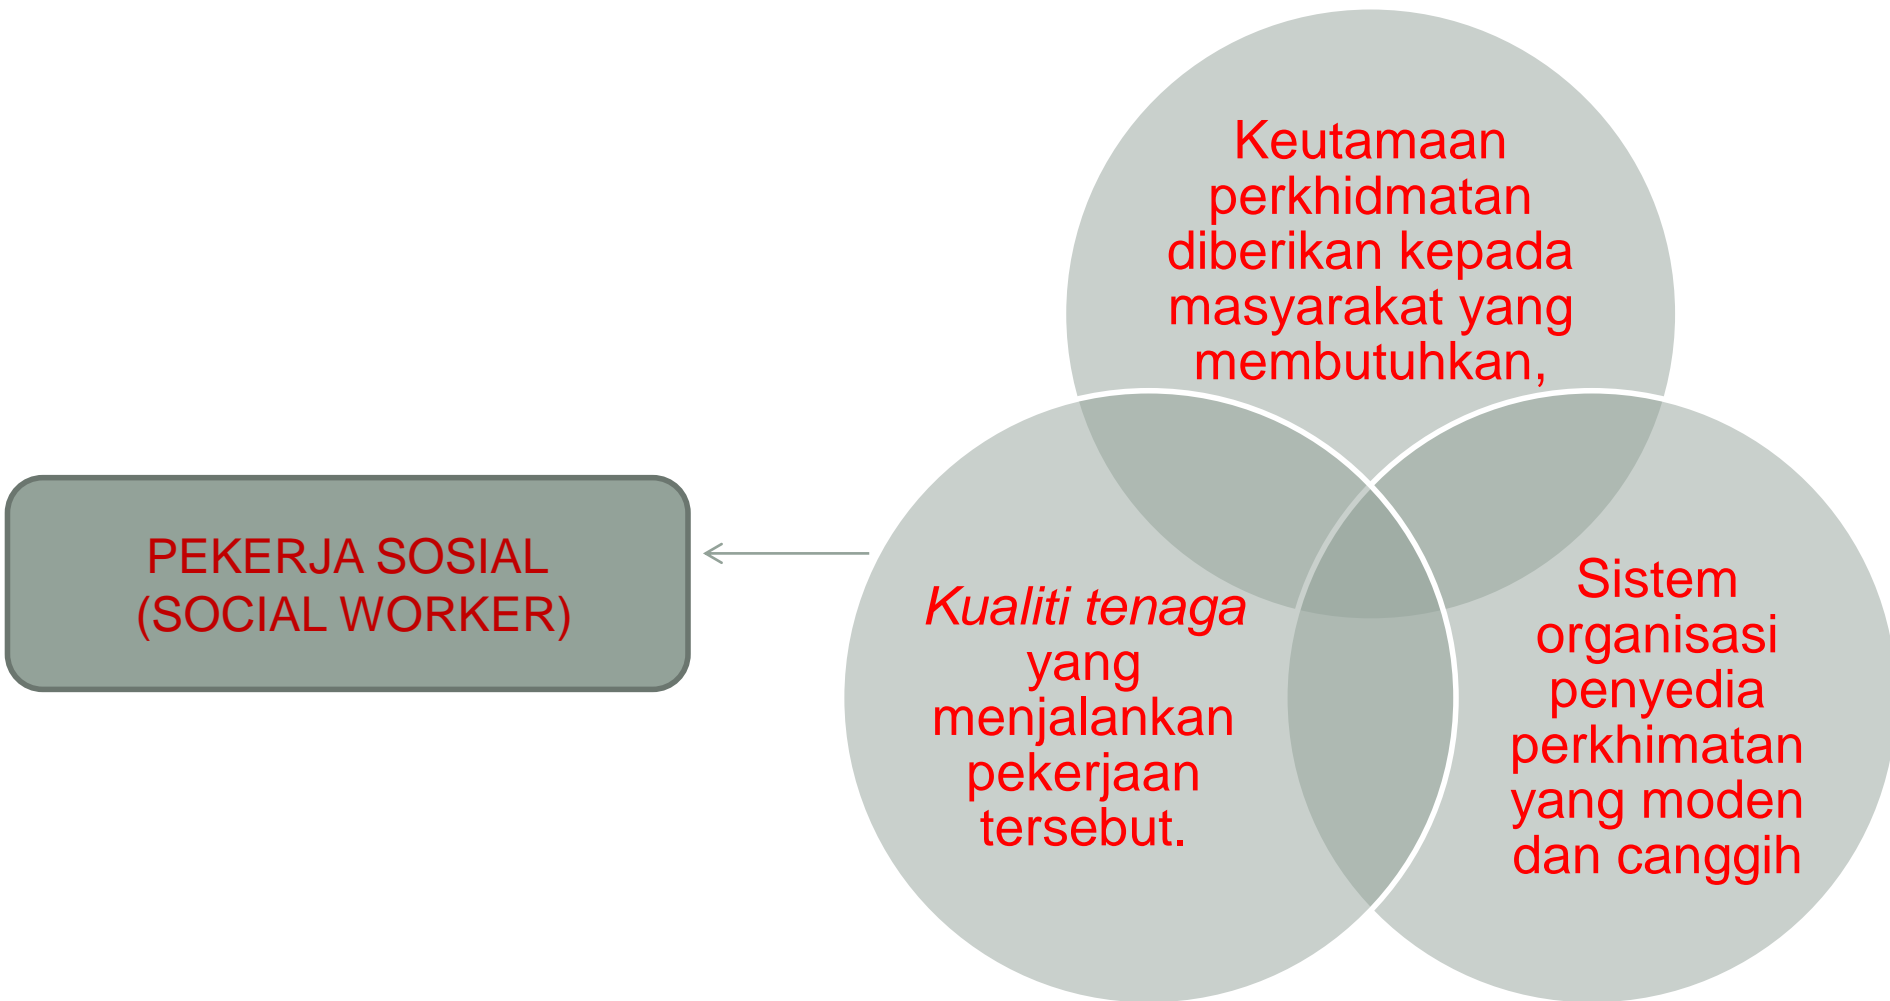 Keutamaan
perkhidmatan
diberikan kepada
masyarakat yang
membutuhkan,
PEKERJA SOSIAL
(SOCIAL WORKER)
Kualiti tenaga
yang
menjalankan
pekerjaan
tersebut.
Sistem
organisasi
penyedia
perkhimatan
yang moden
dan canggih